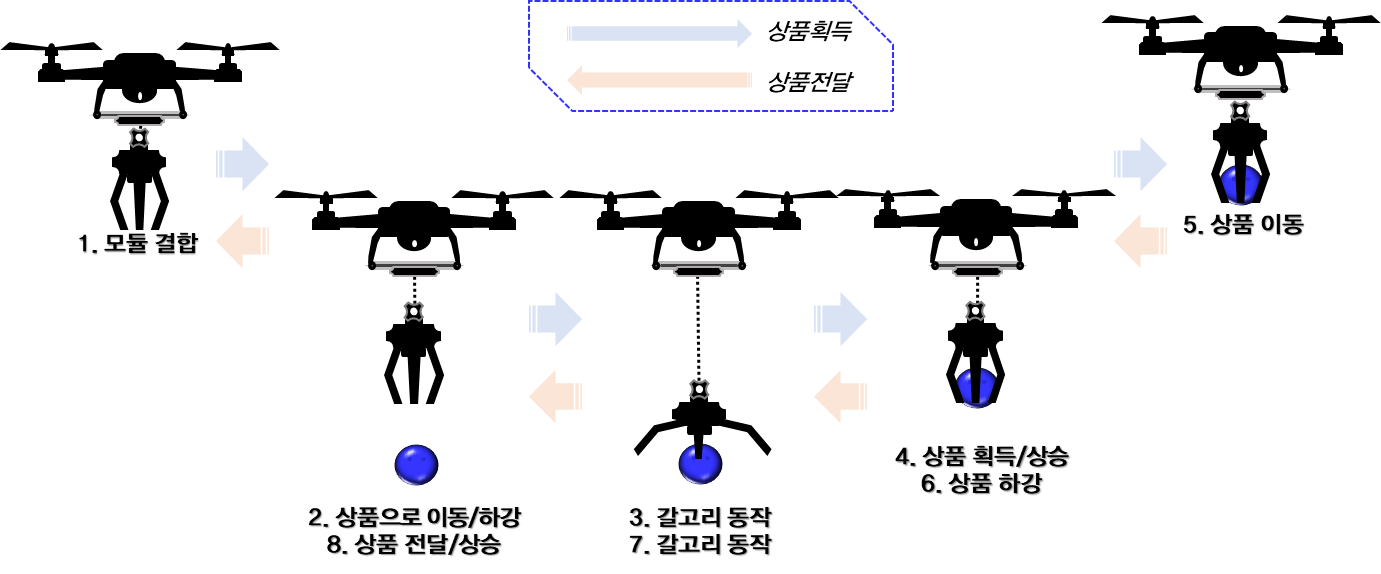 상품획득
상품전달
1. 모듈 결합
2. 상품으로 이동/하강
8. 상품 전달/상승
3. 갈고리 동작
7. 갈고리 동작
4. 상품 획득/상승
6. 상품 하강
5. 상품 이동